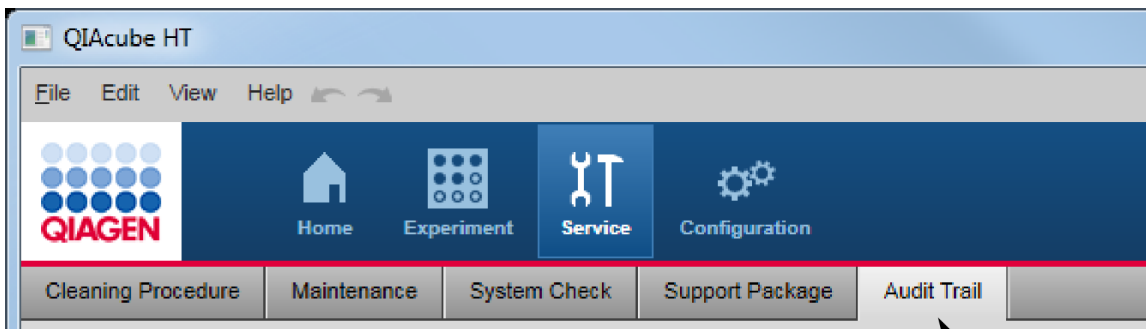 QIAcube HT
File Edit View Help
QIAGEN
Home Experiment Service Configuration
Cleaning Procedure Maintenance System Check Support Package Audit Trail